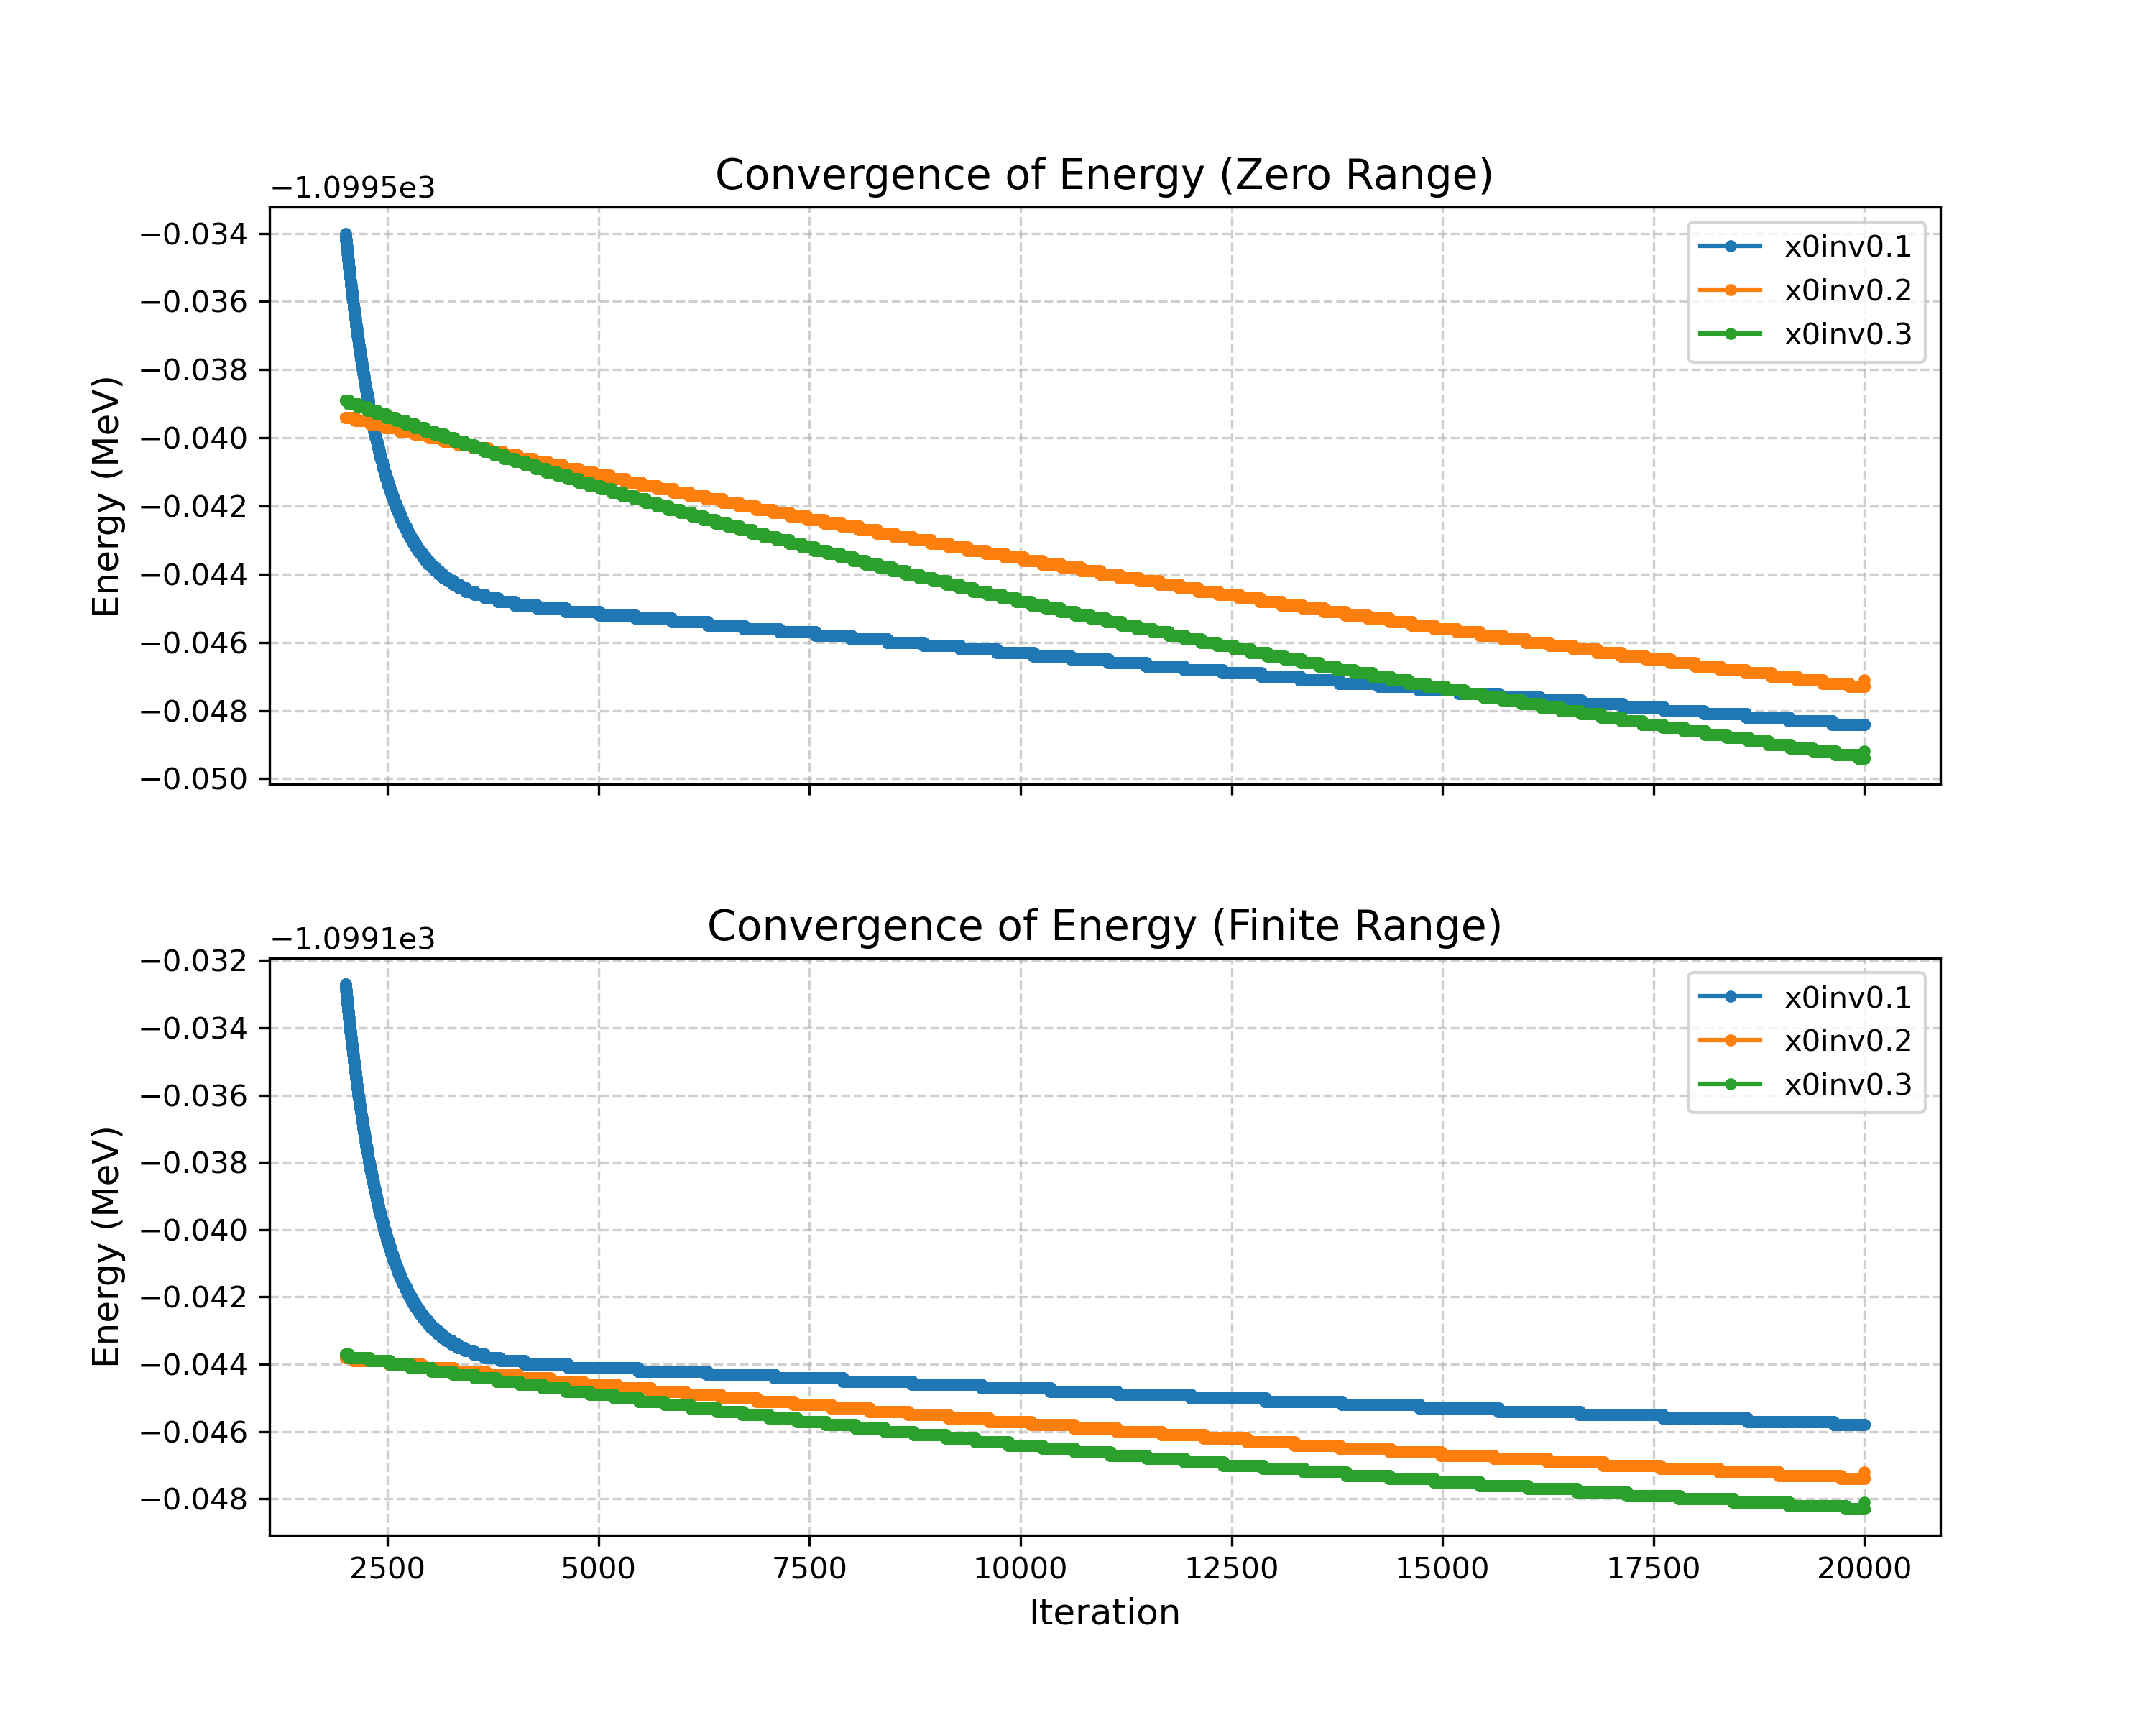 Convergence of Energy (Zero Range)
−1.0995e3
−0.034
−0.036
−0.038
−0.040
−0.042
−0.044
−0.046
−0.048
−0.050
Energy (MeV)
x0inv0.1
x0inv0.2
x0inv0.3
Convergence of Energy (Finite Range)
−1.0991e3
−0.032
−0.034
−0.036
−0.038
−0.040
−0.042
−0.044
−0.046
−0.048
Energy (MeV)
x0inv0.1
x0inv0.2
x0inv0.3
2500 5000 7500 10000 12500 15000 17500 20000
Iteration